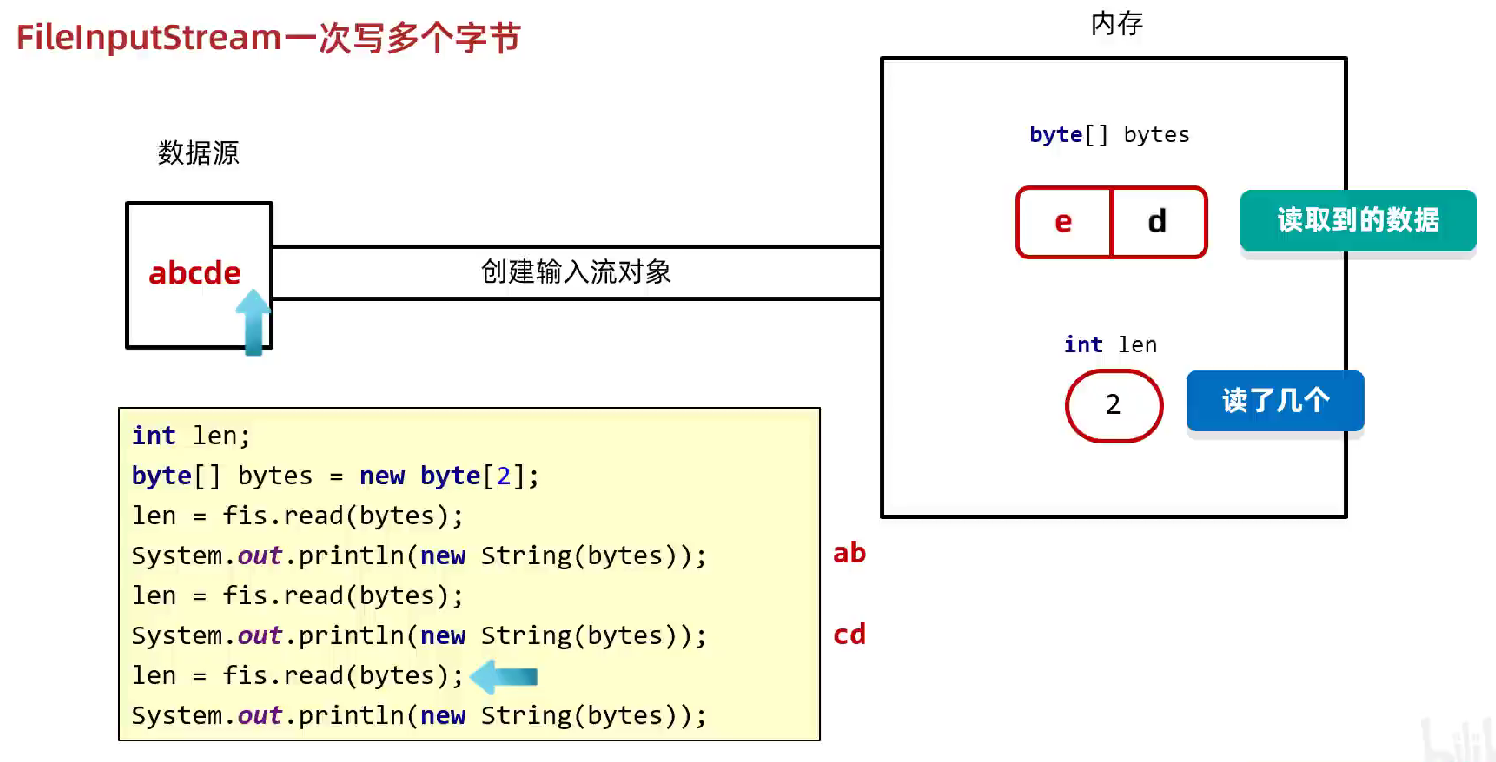 FileInputStream一次写多个字节
内存
数据源
byte[] bytes
e d
读取到的数据
abcde
创建输入流对象
int len
2
读了几个
int len;
byte[] bytes = new byte[2];
len = fis.read(bytes);
System.out.println(new String(bytes));
ab
len = fis.read(bytes);
System.out.println(new String(bytes));
cd
len = fis.read(bytes);
System.out.println(new String(bytes));